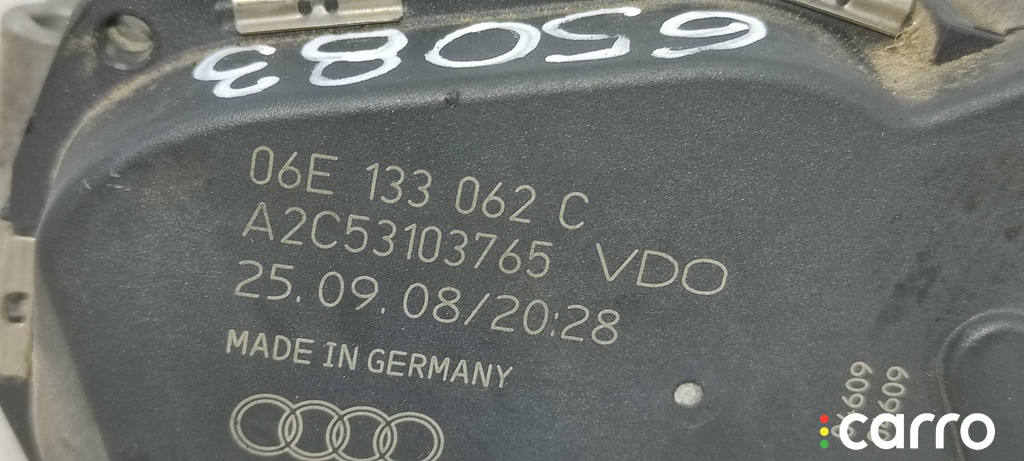 65083
06E 133 062 C
A2C53103765 VDO
25.09.08/20:28
MADE IN GERMANY
carro